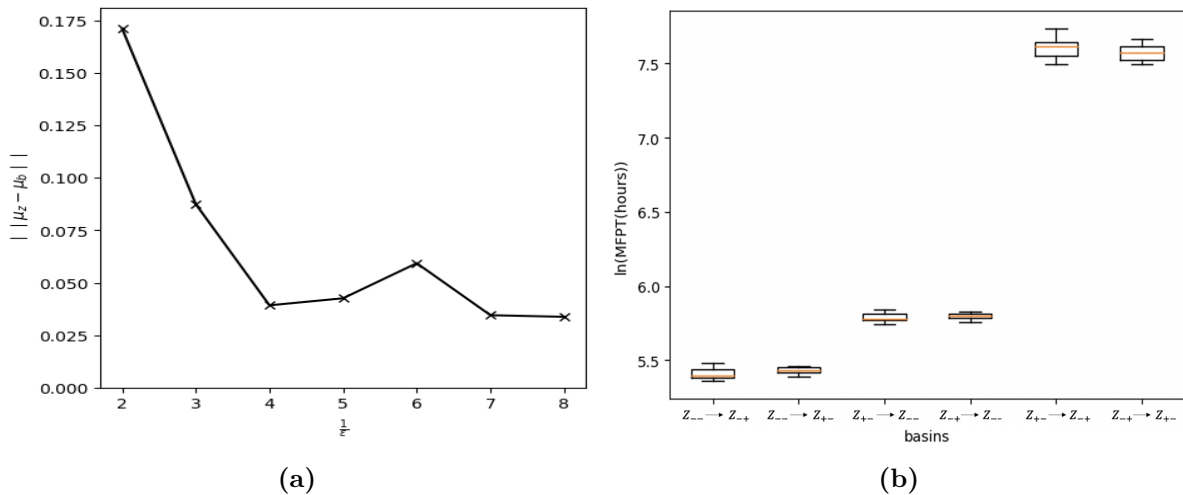 0.175
0.150
0.125
0.100
0.075
0.050
0.025
0.000
| | μ_z − μ_b | |
2 3 4 5 6 7 8
1/ε
(a)
7.5
7.0
6.5
6.0
5.5
ln(MFPT(hours))
Z_{--} → Z_{-+} Z_{--} → Z_{+-} Z_{+-} → Z_{--} Z_{-+} → Z_{--} Z_{+-} → Z_{-+} Z_{-+} → Z_{+-}
basins
(b)